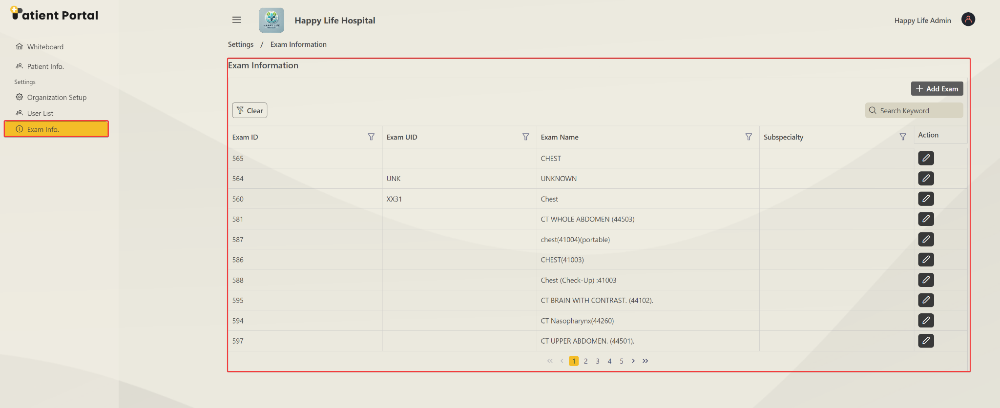 Patient Portal
Happy Life Hospital
Happy Life Admin
HAPPY LIFE
Whiteboard
Patient Info.
Settings
Organization Setup
User List
Exam Info.
Settings / Exam Information
Exam Information
Add Exam
Clear
Search Keyword
Exam ID Exam UID Exam Name Subspecialty Action
565 CHEST
564 UNK UNKNOWN
560 XX31 Chest
581 CT WHOLE ABDOMEN (44503)
587 chest(41004)(portable)
586 CHEST(41003)
588 Chest (Check-Up) :41003
595 CT BRAIN WITH CONTRAST. (44102).
594 CT Nasopharynx(44260)
597 CT UPPER ABDOMEN. (44501).
1 2 3 4 5